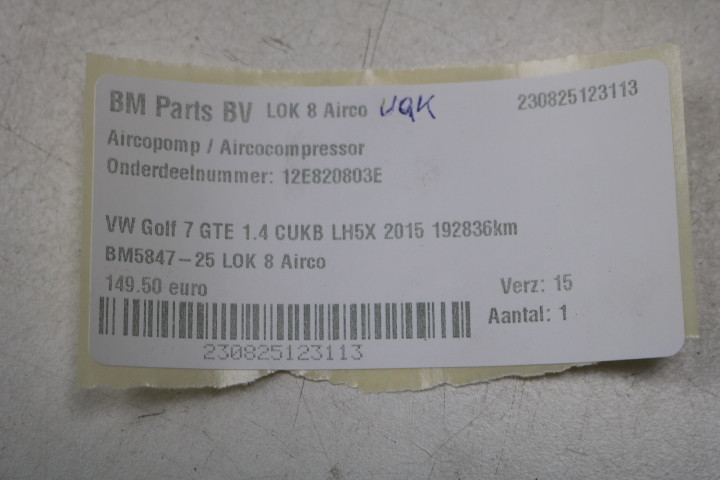 BM Parts BV LOK 8 Airco 230825123113
Aircopomp / Aircocompressor
Onderdeelnummer: 12E820803E
VW Golf 7 GTE 1.4 CUKB LH5X 2015 192836km
BM5847-25 LOK 8 Airco
149.50 euro Verz: 15
Aantal: 1
230825123113